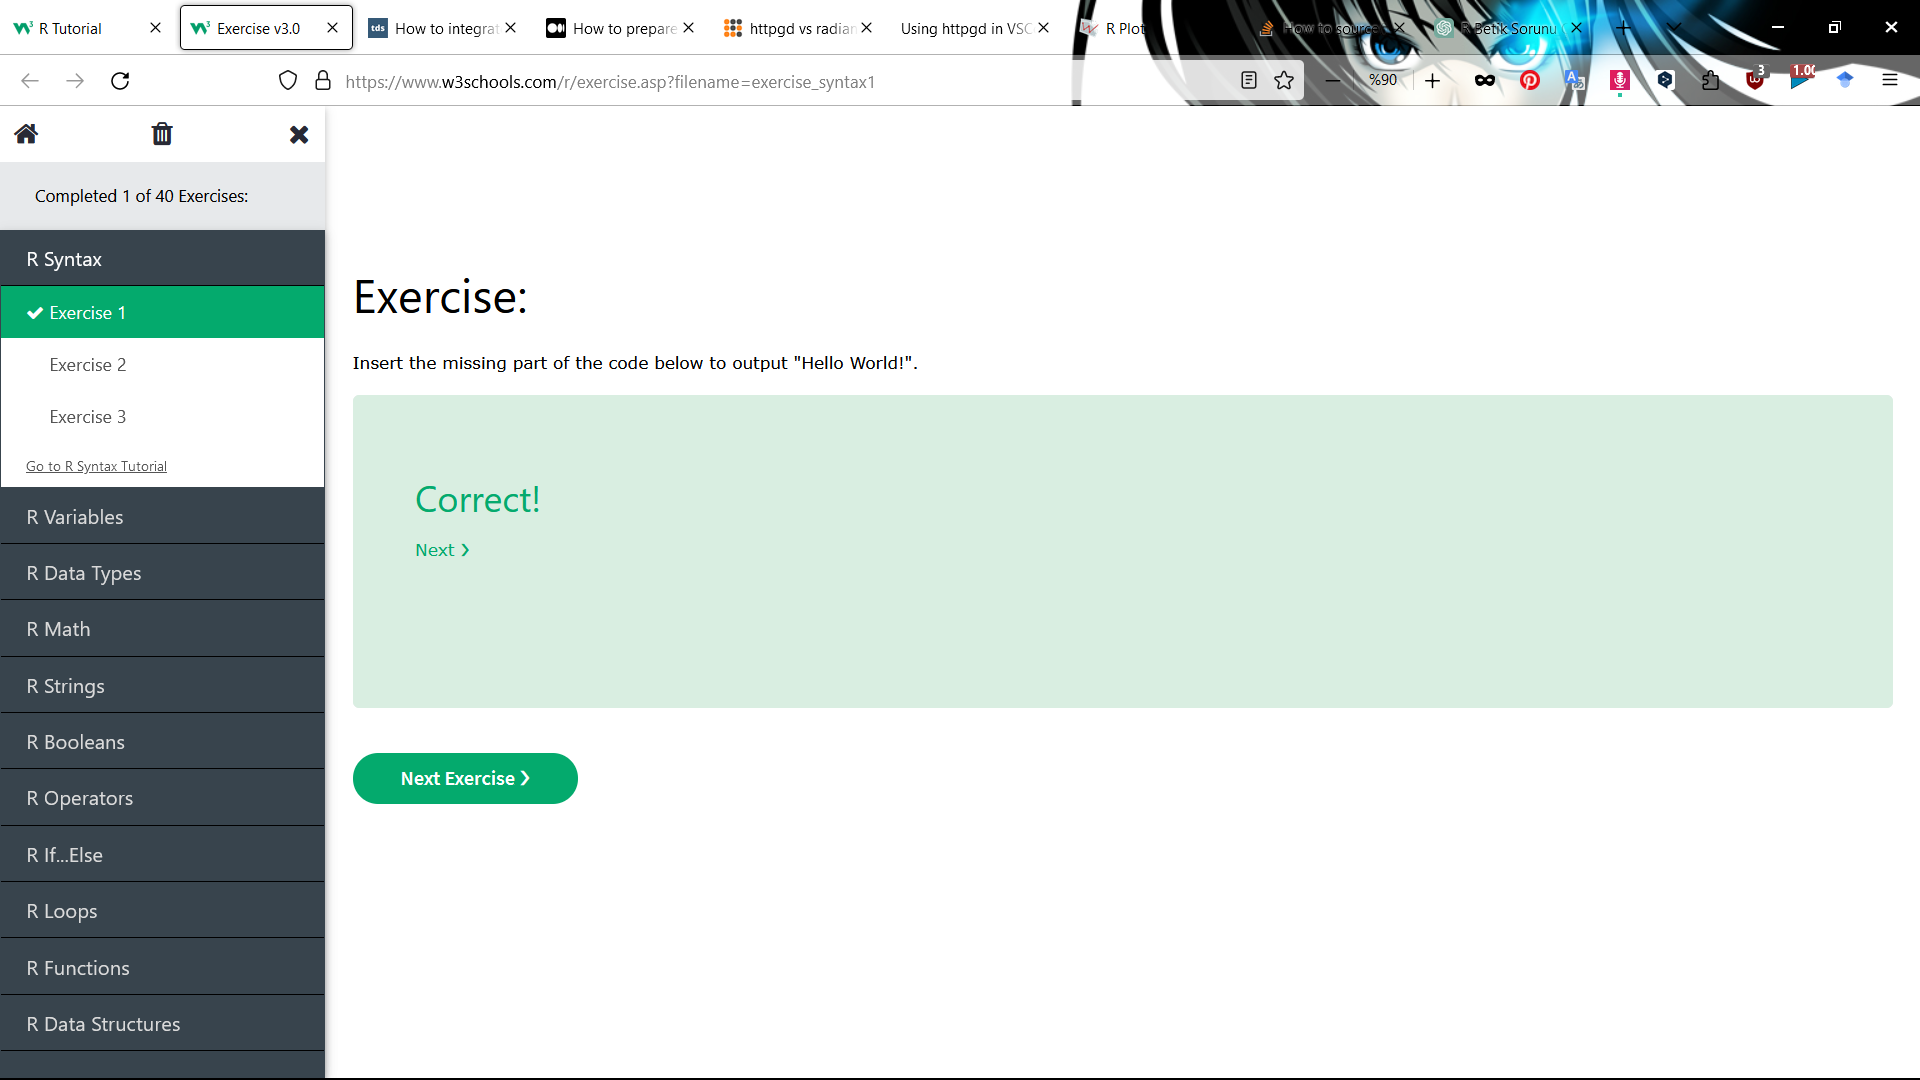 R Tutorial
Exercise v3.0
How to integrat
How to prepare
httpgd vs radian
Using httpgd in VSC
R Plot
How to source
R Betik Sorunu
https://www.w3schools.com/r/exercise.asp?filename=exercise_syntax1
%90
3
1.00
Completed 1 of 40 Exercises:
R Syntax
Exercise 1
Exercise 2
Exercise 3
Go to R Syntax Tutorial
R Variables
R Data Types
R Math
R Strings
R Booleans
R Operators
R If...Else
R Loops
R Functions
R Data Structures
Exercise:
Insert the missing part of the code below to output "Hello World!".
Correct!
Next ❯
Next Exercise ❯